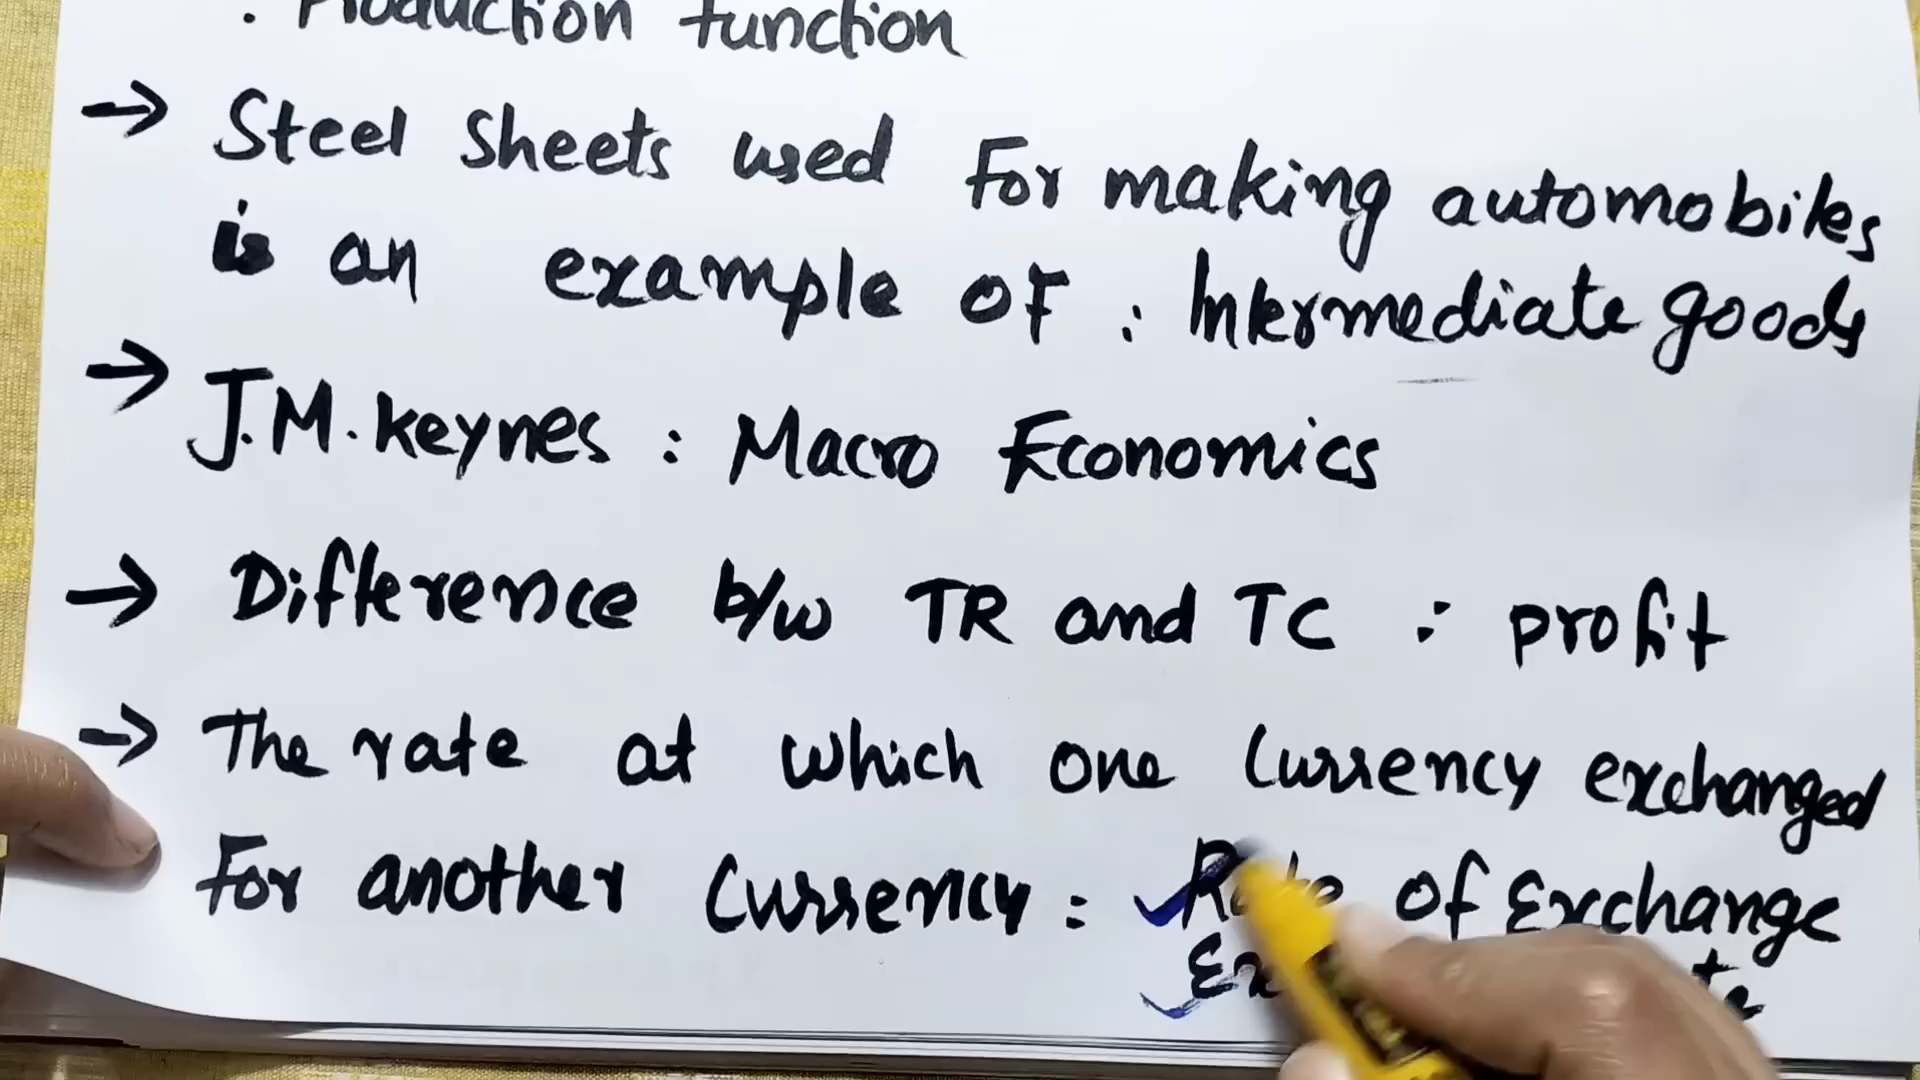 : Production function
→ Steel Sheets used For making automobiles
is an example of : Intermediate goods
→ J.M. Keynes : Macro Economics
→ Difference b/w TR and TC : profit
→ The rate at which one Currency exchanged
For another Currency : Rate of Exchange